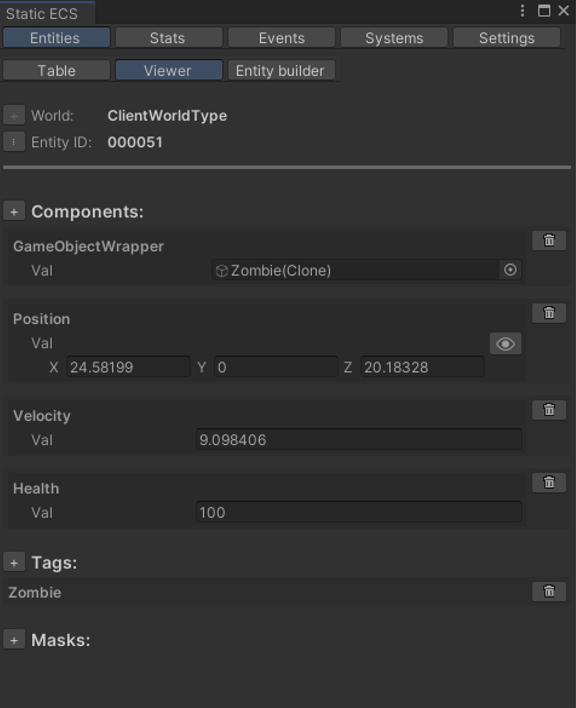 Static ECS
Entities Stats Events Systems Settings
Table Viewer Entity builder
+ World: ClientWorldType
Entity ID: 000051
+ Components:
GameObjectWrapper
Val Zombie(Clone)
Position
Val
X 24.58199 Y 0 Z 20.18328
Velocity
Val 9.098406
Health
Val 100
+ Tags:
Zombie
+ Masks: